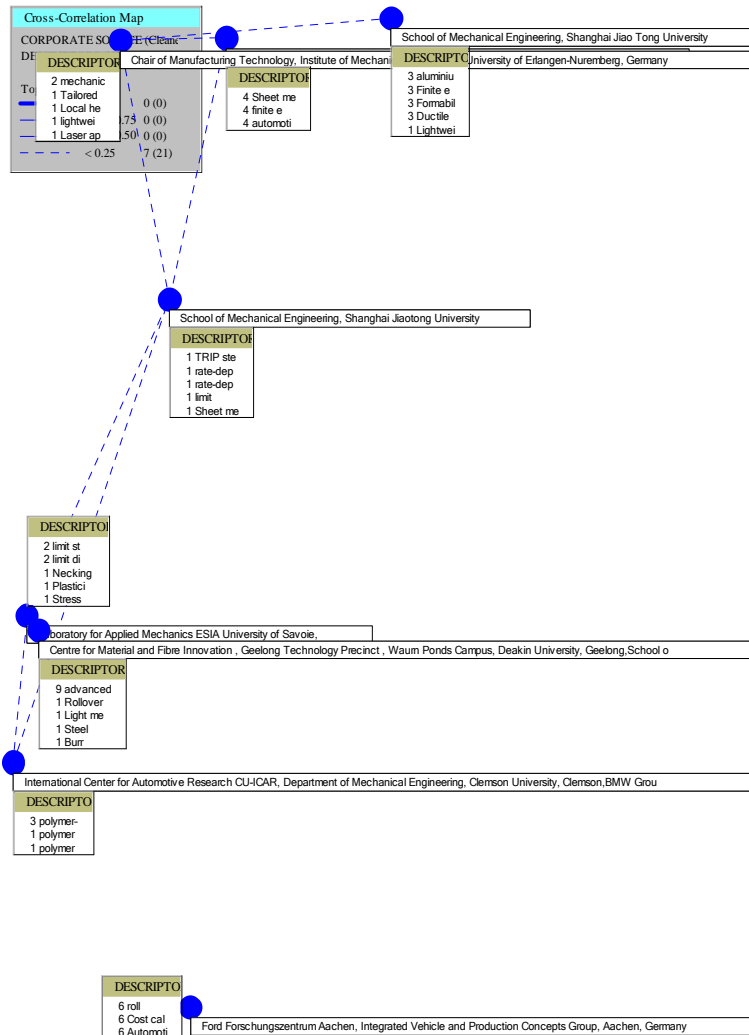 Cross-Correlation Map
School of Mechanical Engineering, Shanghai Jiao Tong University
CORPORATE (Clean
Chair of Manufacturing Technology, Institute of University of Erlangen-Nuremberg, Germany
DESCRIPTOR
2 mechanic
1 Tailored
1 Local he
1 lightwei
1 Laser ap
0 (0)
0.75 0 (0)
0.50 0 (0)
< 0.25 7 (21)
DESCRIPTOR
4 Sheet me
4 finite e
4 automoti
DESCRIPTO
3 aluminiu
3 Finite e
3 Formabil
3 Ductile
1 Lightwei
School of Mechanical Engineering, Shanghai Jiaotong University
DESCRIPTOR
1 TRIP ste
1 rate-dep
1 rate-dep
1 limit
1 Sheet me
DESCRIPTO
2 limit st
2 limit di
1 Necking
1 Plastici
1 Stress
boratory for Applied Mechanics ESIA University of Savoie,
Centre for Material and Fibre Innovation , Geelong Technology Precinct , Waurn Ponds Campus, Deakin University, Geelong,School o
DESCRIPTOR
9 advanced
1 Rollover
1 Light me
1 Steel
1 Burr
International Center for Automotive Research CU-ICAR, Department of Mechanical Engineering, Clemson University, Clemson,BMW Grou
DESCRIPTO
3 polymer-
1 polymer
1 polymer
DESCRIPTO
6 roll
6 Cost cal
6 Automoti
Ford Forschungszentrum Aachen, Integrated Vehicle and Production Concepts Group, Aachen, Germany